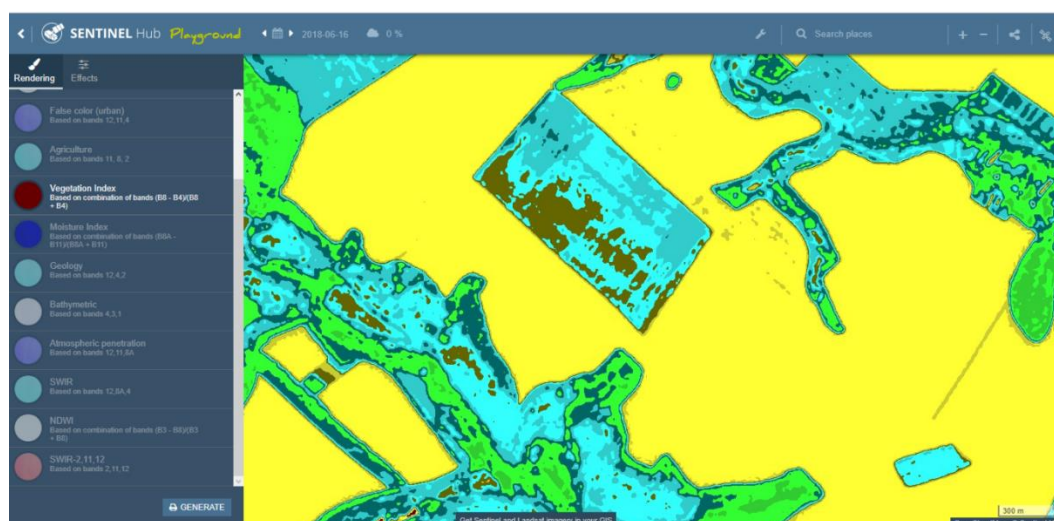 SENTINEL Hub Playground
2018-06-16
0 %
Search places
Rendering
Effects
False color (urban)
Based on bands 12,11,4
Agriculture
Based on bands 11, 8, 2
Vegetation Index
Based on combination of bands (B8 - B4)/(B8
+ B4)
Moisture Index
Based on combination of bands (B8A -
B11)/(B8A + B11)
Geology
Based on bands 12,4,2
Bathymetric
Based on bands 4,3,1
Atmospheric penetration
Based on bands 12,11,8A
SWIR
Based on bands 12,8A,4
NDWI
Based on combination of bands (B3 - B8)/(B3
+ B8)
SWIR-2,11,12
Based on bands 2,11,12
GENERATE
Get Sentinel and Landsat imagery in your GIS
300 m